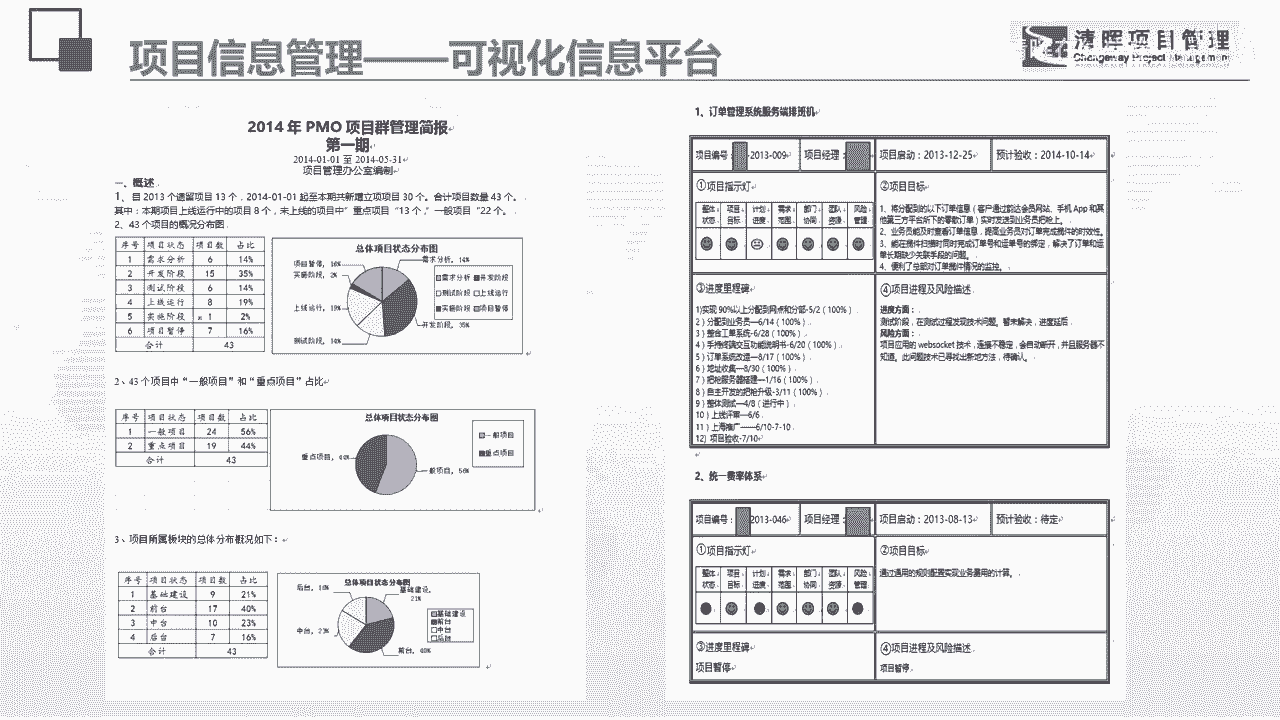 项目信息管理——可视化信息平台
清晖项目管理
Changeway Project Management
2014 年 PMO 项目群管理简报
第一期
2014-01-01 至 2014-05-31
项目管理办公室编制
一、概述
1、自 2013 个遗留项目 13 个，2014-01-01 起至本期共新建立项项目 30 个。合计项目数量 43 个。
其中：本期项目上线运行中的项目 8 个，未上线的项目中“重点项目“13 个，”一般项目“22 个。
2、43 个项目的概况分布图
序号 项目状态 项目数 占比
1 需求分析 6 14%
2 开发阶段 15 35%
3 测试阶段 6 14%
4 上线运行 8 19%
5 实施阶段 1 2%
6 项目暂停 7 16%
合计 43
总体项目状态分布图
项目暂停, 16%
需求分析, 14%
实施阶段, 2%
上线运行, 19%
开发阶段, 35%
测试阶段, 14%
需求分析 开发阶段
测试阶段 上线运行
实施阶段 项目暂停
2、43 个项目中“一般项目”和“重点项目”占比
序号 项目状态 项目数 占比
1 一般项目 24 56%
2 重点项目 19 44%
合计 43
总体项目状态分布图
重点项目, 44%
一般项目, 56%
一般项目
重点项目
3、项目所属板块的总体分布概况如下：
序号 项目状态 项目数 占比
1 基础建设 9 21%
2 前台 17 40%
3 中台 10 23%
4 后台 7 16%
合计 43
总体项目状态分布图
后台, 16%
基础建设, 21%
中台, 23%
前台, 40%
基础建设
前台
中台
后台
1、订单管理系统服务端排班机
项目编号： 2013-009 项目经理： 项目启动：2013-12-25 预计验收：2014-10-14
①项目指示灯
整体状态 项目目标 计划进度 需求范围 部门协同 团队资源 风险管理
②项目目标
1、将分配到的以下订单信息（客户通过韵达会员网站、手机 App 和其
他第三方平台所下的零散订单）实时发送到业务员把枪上。
2、业务员能及时查看订单信息，提高业务员对订单完成揽件的时效性。
3、能在揽件扫描时同时完成订单号和运单号的绑定，解决了订单和运
单长期缺少关联手段的问题。
4、便利了总部对订单揽件情况的监控。
③进度里程碑
1)实现 90%以上分配到网点和分部-5/2（100%）
2）分配到业务员—6/14（100%）
3）整合工单系统-6/28（100%）
4）手持终端交互功能说明书-6/20（100%）
5）订单系统改造—8/17（100%）
6）地址收集—8/30（100%）
7）把枪服务器搭建—1/16（100%）
8）自主开发的把枪升级-3/11（100%）
9）整体测试—4/8（进行中）
10）上线评审—6/6
11）上海推广——6/10-7-10
12）项目验收-7/10
④项目进程及风险描述
进度方面：
测试阶段，在测试过程发现技术问题。暂未解决，进度延后
风险方面：
项目应用的 websocket 技术，连接不稳定，会自动断开，并且服务器不
知道。此问题技术已寻找出新地方法，待确认。
2、统一费率体系
项目编号： 2013-046 项目经理： 项目启动：2013-08-13 预计验收：待定
①项目指示灯
整体状态 项目目标 计划进度 需求范围 部门协同 团队资源 风险管理
②项目目标
通过通用的规则配置实现业务费用的计算。
③进度里程碑
项目暂停
④项目进程及风险描述
项目暂停